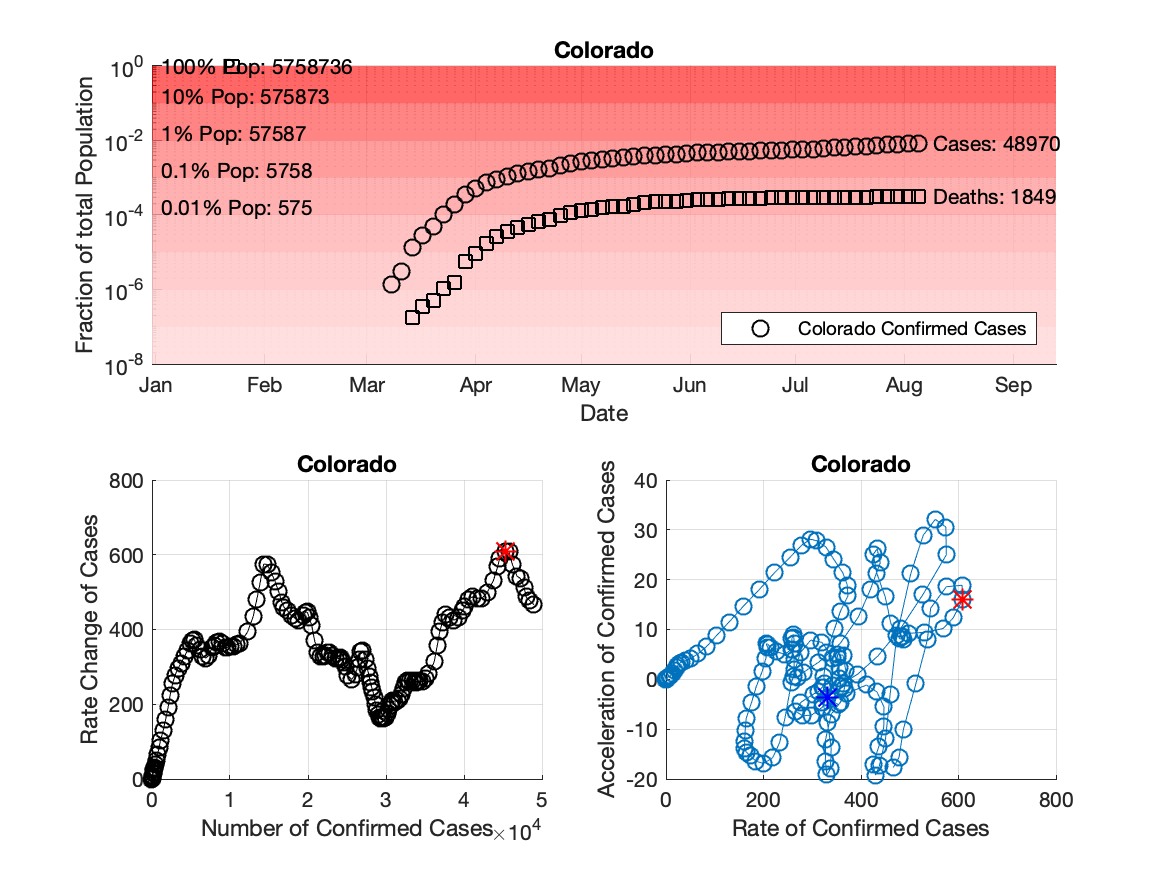 Colorado
10^0
10^-2
10^-4
10^-6
10^-8
Fraction of total Population
100% Pop: 5758736
10% Pop: 575873
1% Pop: 57587
0.1% Pop: 5758
0.01% Pop: 575
Cases: 48970
Deaths: 1849
Colorado Confirmed Cases
Jan Feb Mar Apr May Jun Jul Aug Sep
Date
Colorado
800
600
400
200
0
Rate Change of Cases
0 1 2 3 4 5
Number of Confirmed Cases ×10^4
Colorado
40
30
20
10
0
-10
-20
Acceleration of Confirmed Cases
0 200 400 600 800
Rate of Confirmed Cases